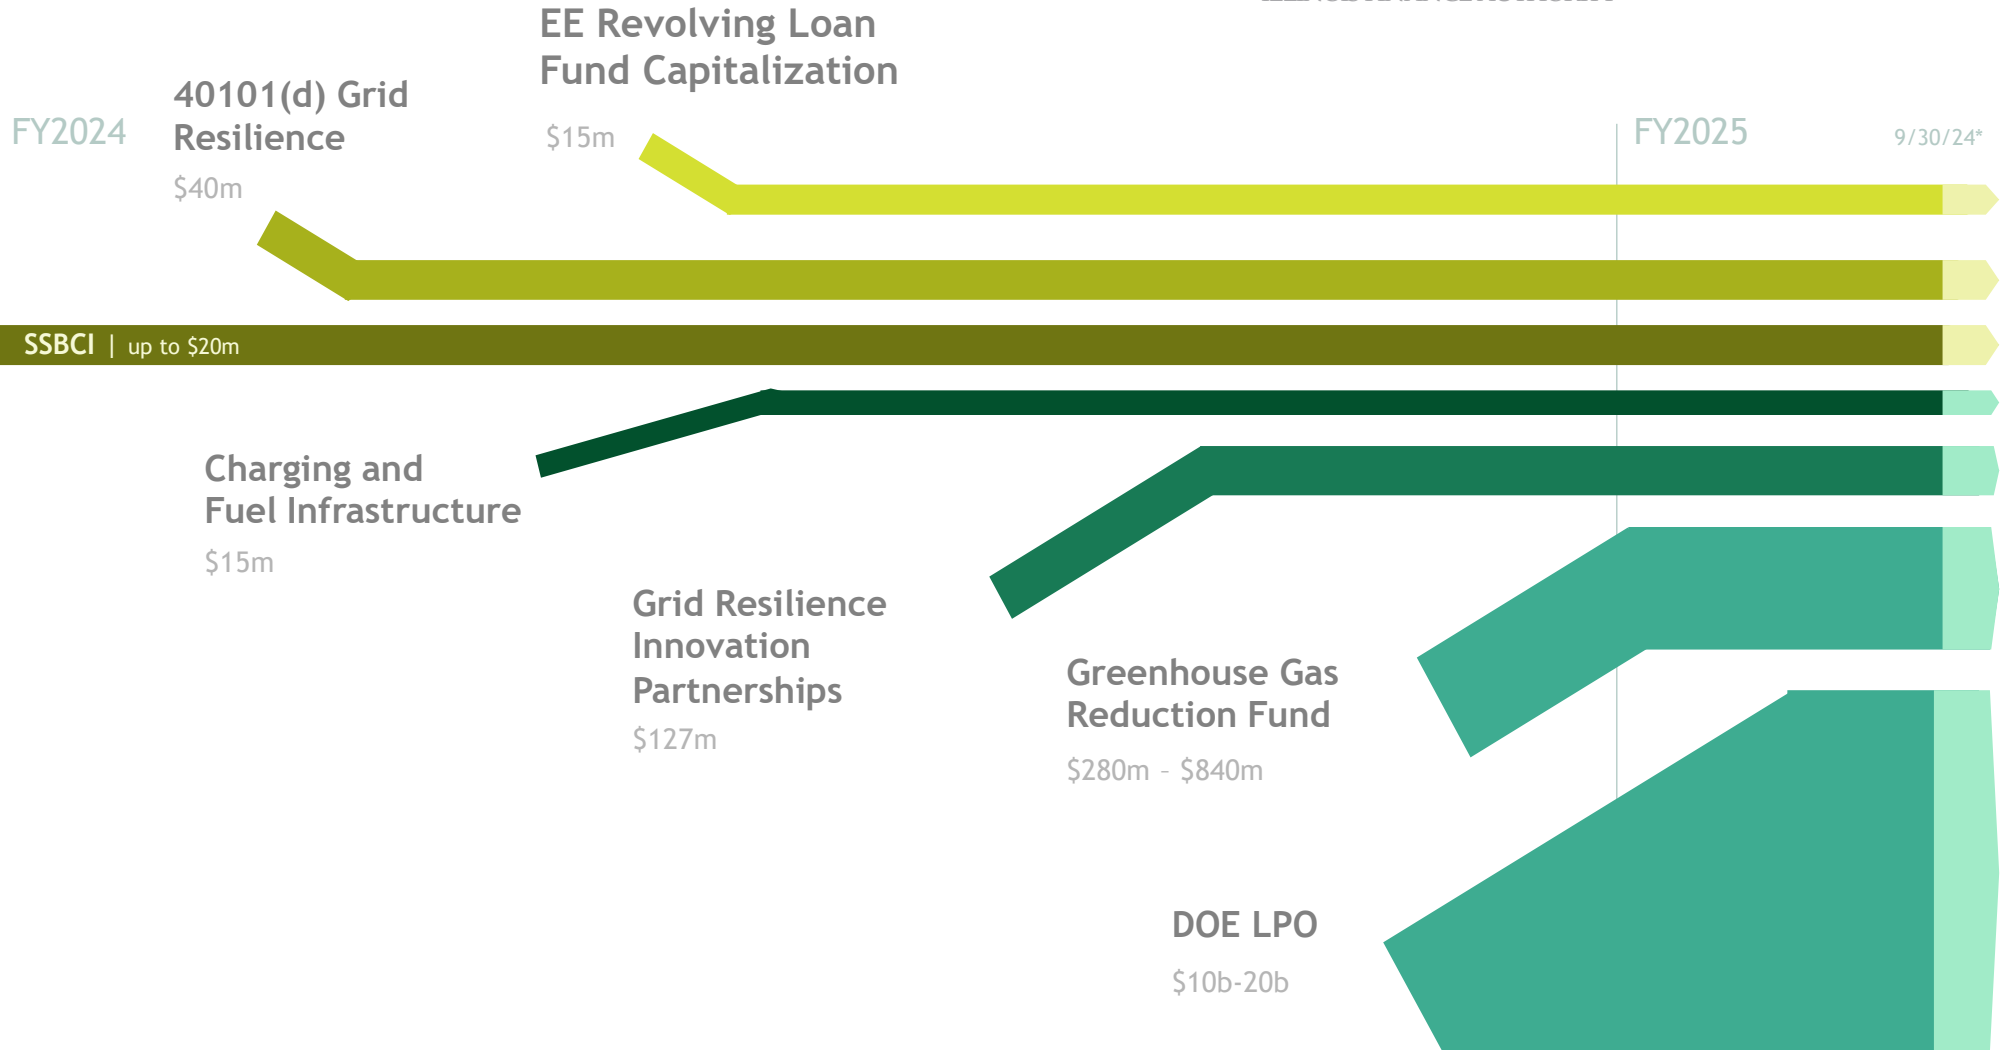 EE Revolving Loan
Fund Capitalization
$15m
40101(d) Grid
Resilience
$40m
FY2024
FY2025
9/30/24*
SSBCI | up to $20m
Charging and
Fuel Infrastructure
$15m
Grid Resilience
Innovation
Partnerships
$127m
Greenhouse Gas
Reduction Fund
$280m – $840m
DOE LPO
$10b-20b